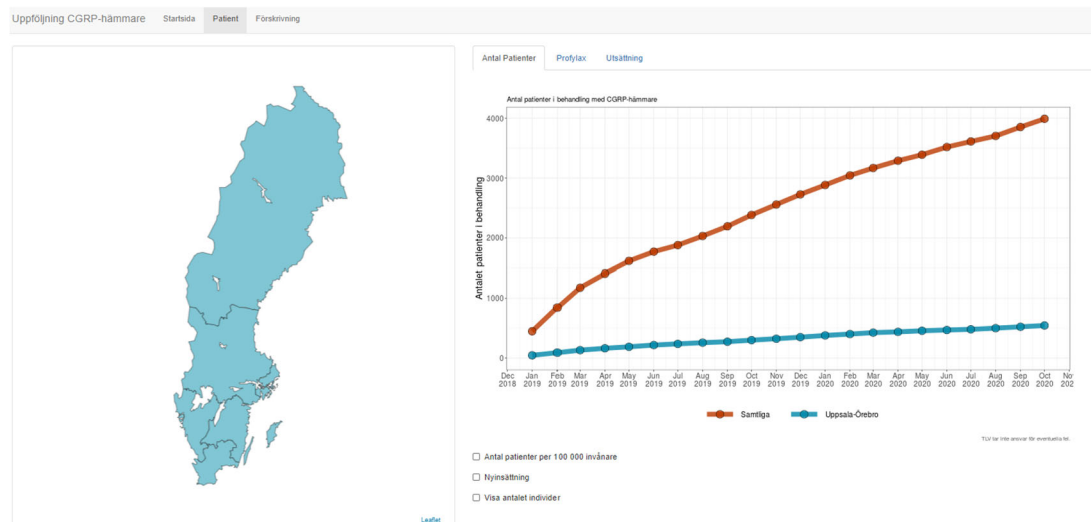 Uppföljning CGRP-hämmare Startsida Patient Förskrivning
Antal Patienter Profylax Utsättning
Antal patienter i behandling med CGRP-hämmare
Antalet patienter i behandling
4000
3000
2000
1000
0
Dec Jan Feb Mar Apr May Jun Jul Aug Sep Oct Nov Dec Jan Feb Mar Apr May Jun Jul Aug Sep Oct
2018 2019 2019 2019 2019 2019 2019 2019 2019 2019 2019 2019 2019 2020 2020 2020 2020 2020 2020 2020 2020 2020 2020 202
Samtliga Uppsala-Örebro
TLV tar inte ansvar för eventuella fel.
Antal patienter per 100 000 invånare
Nyinsättning
Visa antalet individer
Leaflet